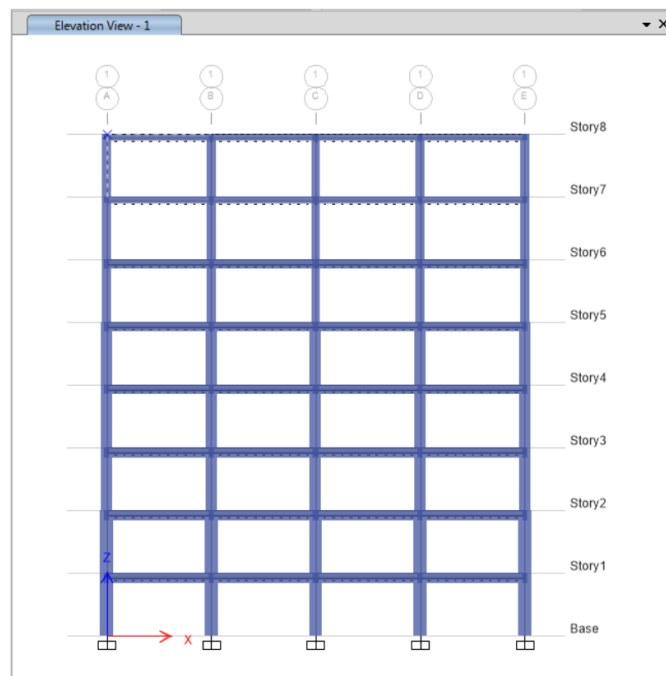 Elevation View - 1
1 1 1 1 1
A B C D E
Story8
Story7
Story6
Story5
Story4
Story3
Story2
Story1
Z
X
Base